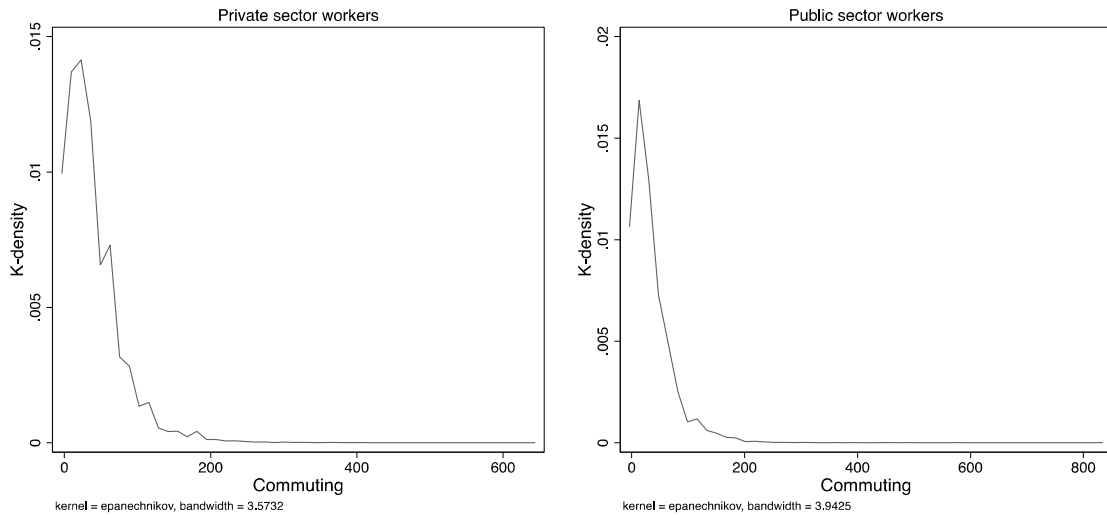 Private sector workers
.015
.01
.005
0
K-density
0
200
400
600
Commuting
kernel = epanechnikov, bandwidth = 3.5732
Public sector workers
.02
.015
.01
.005
0
K-density
0
200
400
600
800
Commuting
kernel = epanechnikov, bandwidth = 3.9425